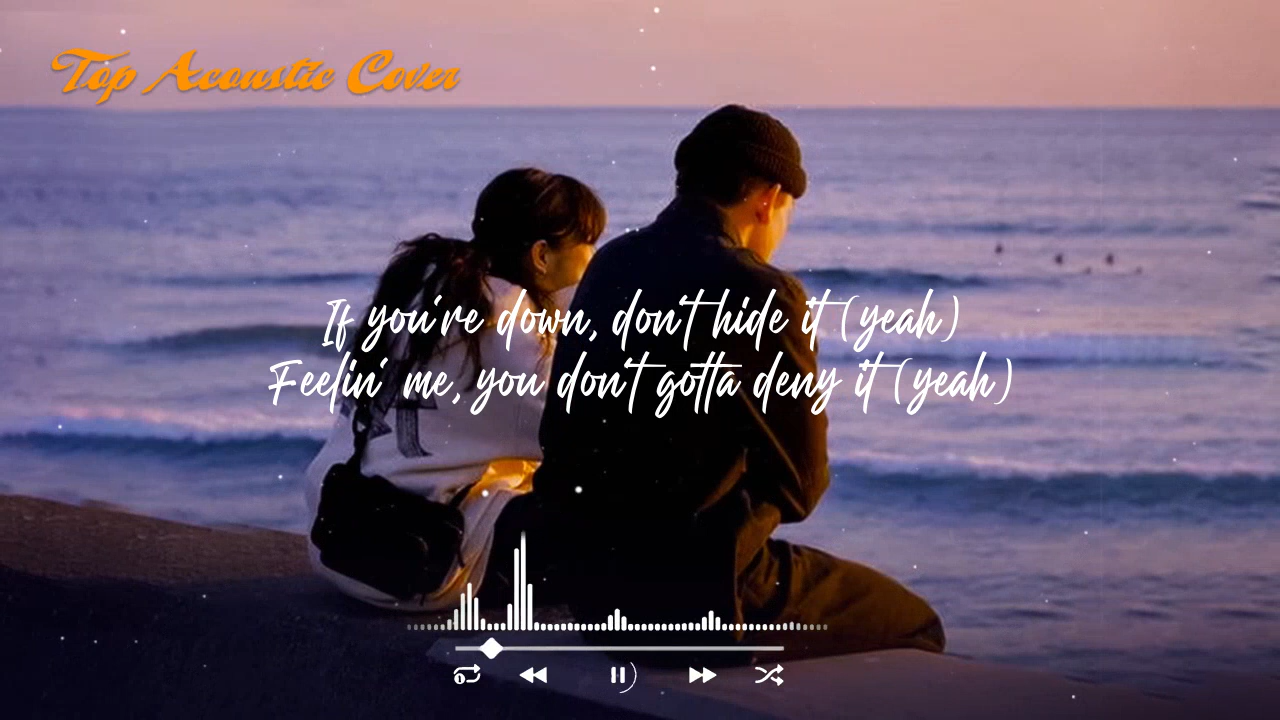 Top Acoustic Cover
If you're down, don't hide it (yeah)
Feelin' me, you don't gotta deny it (yeah)
1